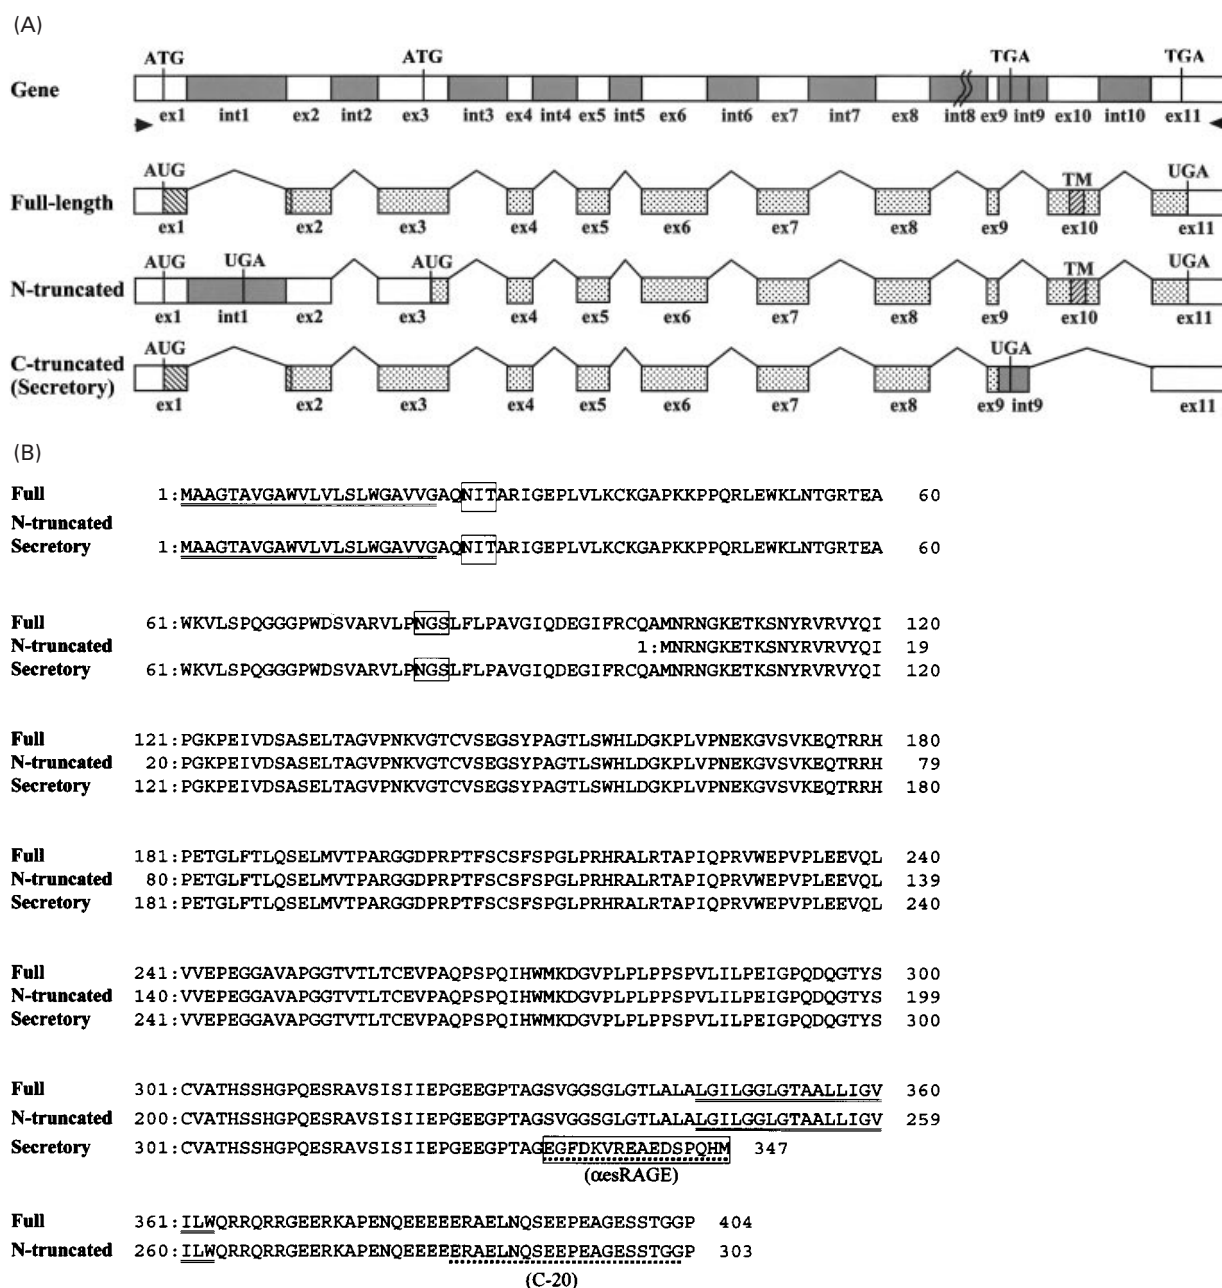 (A)
ATG ATG TGA TGA
Gene
ex1 int1 ex2 int2 ex3 int3 ex4 int4 ex5 int5 ex6 int6 ex7 int7 ex8 int8 ex9 int9 ex10 int10 ex11
AUG TM UGA
Full-length
ex1 ex2 ex3 ex4 ex5 ex6 ex7 ex8 ex9 ex10 ex11
AUG UGA AUG TM UGA
N-truncated
ex1 int1 ex2 ex3 ex4 ex5 ex6 ex7 ex8 ex9 ex10 ex11
AUG UGA
C-truncated
(Secretory)
ex1 ex2 ex3 ex4 ex5 ex6 ex7 ex8 ex9 int9 ex11
(B)
Full 1:MAAGTAVGAWVLVLSLWGAVVGAQNITARIGEPLVLKCKGAPKKPPQRLEWKLNTGRTEA 60
N-truncated
Secretory 1:MAAGTAVGAWVLVLSLWGAVVGAQNITARIGEPLVLKCKGAPKKPPQRLEWKLNTGRTEA 60
Full 61:WKVLSPQGGGPWDSVARVLPNGSLFLPAVGIQDEGIFRCQAMNRNGKETKSNYRVRVYQI 120
N-truncated 1:MNRNGKETKSNYRVRVYQI 19
Secretory 61:WKVLSPQGGGPWDSVARVLPNGSLFLPAVGIQDEGIFRCQAMNRNGKETKSNYRVRVYQI 120
Full 121:PGKPEIVDSASELTAGVPNKVGTCVSEGSYPAGTLSWHLDGKPLVPNEKGVSVKEQTRRH 180
N-truncated 20:PGKPEIVDSASELTAGVPNKVGTCVSEGSYPAGTLSWHLDGKPLVPNEKGVSVKEQTRRH 79
Secretory 121:PGKPEIVDSASELTAGVPNKVGTCVSEGSYPAGTLSWHLDGKPLVPNEKGVSVKEQTRRH 180
Full 181:PETGLFTLQSELMVTPARGGDPRPTFSCSFSPGLPRHRALRTAPIQPRVWEPVPLEEVQL 240
N-truncated 80:PETGLFTLQSELMVTPARGGDPRPTFSCSFSPGLPRHRALRTAPIQPRVWEPVPLEEVQL 139
Secretory 181:PETGLFTLQSELMVTPARGGDPRPTFSCSFSPGLPRHRALRTAPIQPRVWEPVPLEEVQL 240
Full 241:VVEPEGGAVAPGGTVTLTCEVPAQPSPQIHWMKDGVPLPLPPSPVLILPEIGPQDQGTYS 300
N-truncated 140:VVEPEGGAVAPGGTVTLTCEVPAQPSPQIHWMKDGVPLPLPPSPVLILPEIGPQDQGTYS 199
Secretory 241:VVEPEGGAVAPGGTVTLTCEVPAQPSPQIHWMKDGVPLPLPPSPVLILPEIGPQDQGTYS 300
Full 301:CVATHSSHGPQESRAVSISIIEPGEEGPTAGSVGGSGLGTLALALGILGGLGTAALLIGV 360
N-truncated 200:CVATHSSHGPQESRAVSISIIEPGEEGPTAGSVGGSGLGTLALALGILGGLGTAALLIGV 259
Secretory 301:CVATHSSHGPQESRAVSISIIEPGEEGPTAGEGFDKVREAEDSPQHM 347
(αesRAGE)
Full 361:ILWQRRQRRGEERKAPENQEEEEERAELNQSEEPEAGESSTGGP 404
N-truncated 260:ILWQRRQRRGEERKAPENQEEEEERAELNQSEEPEAGESSTGGP 303
(C-20)